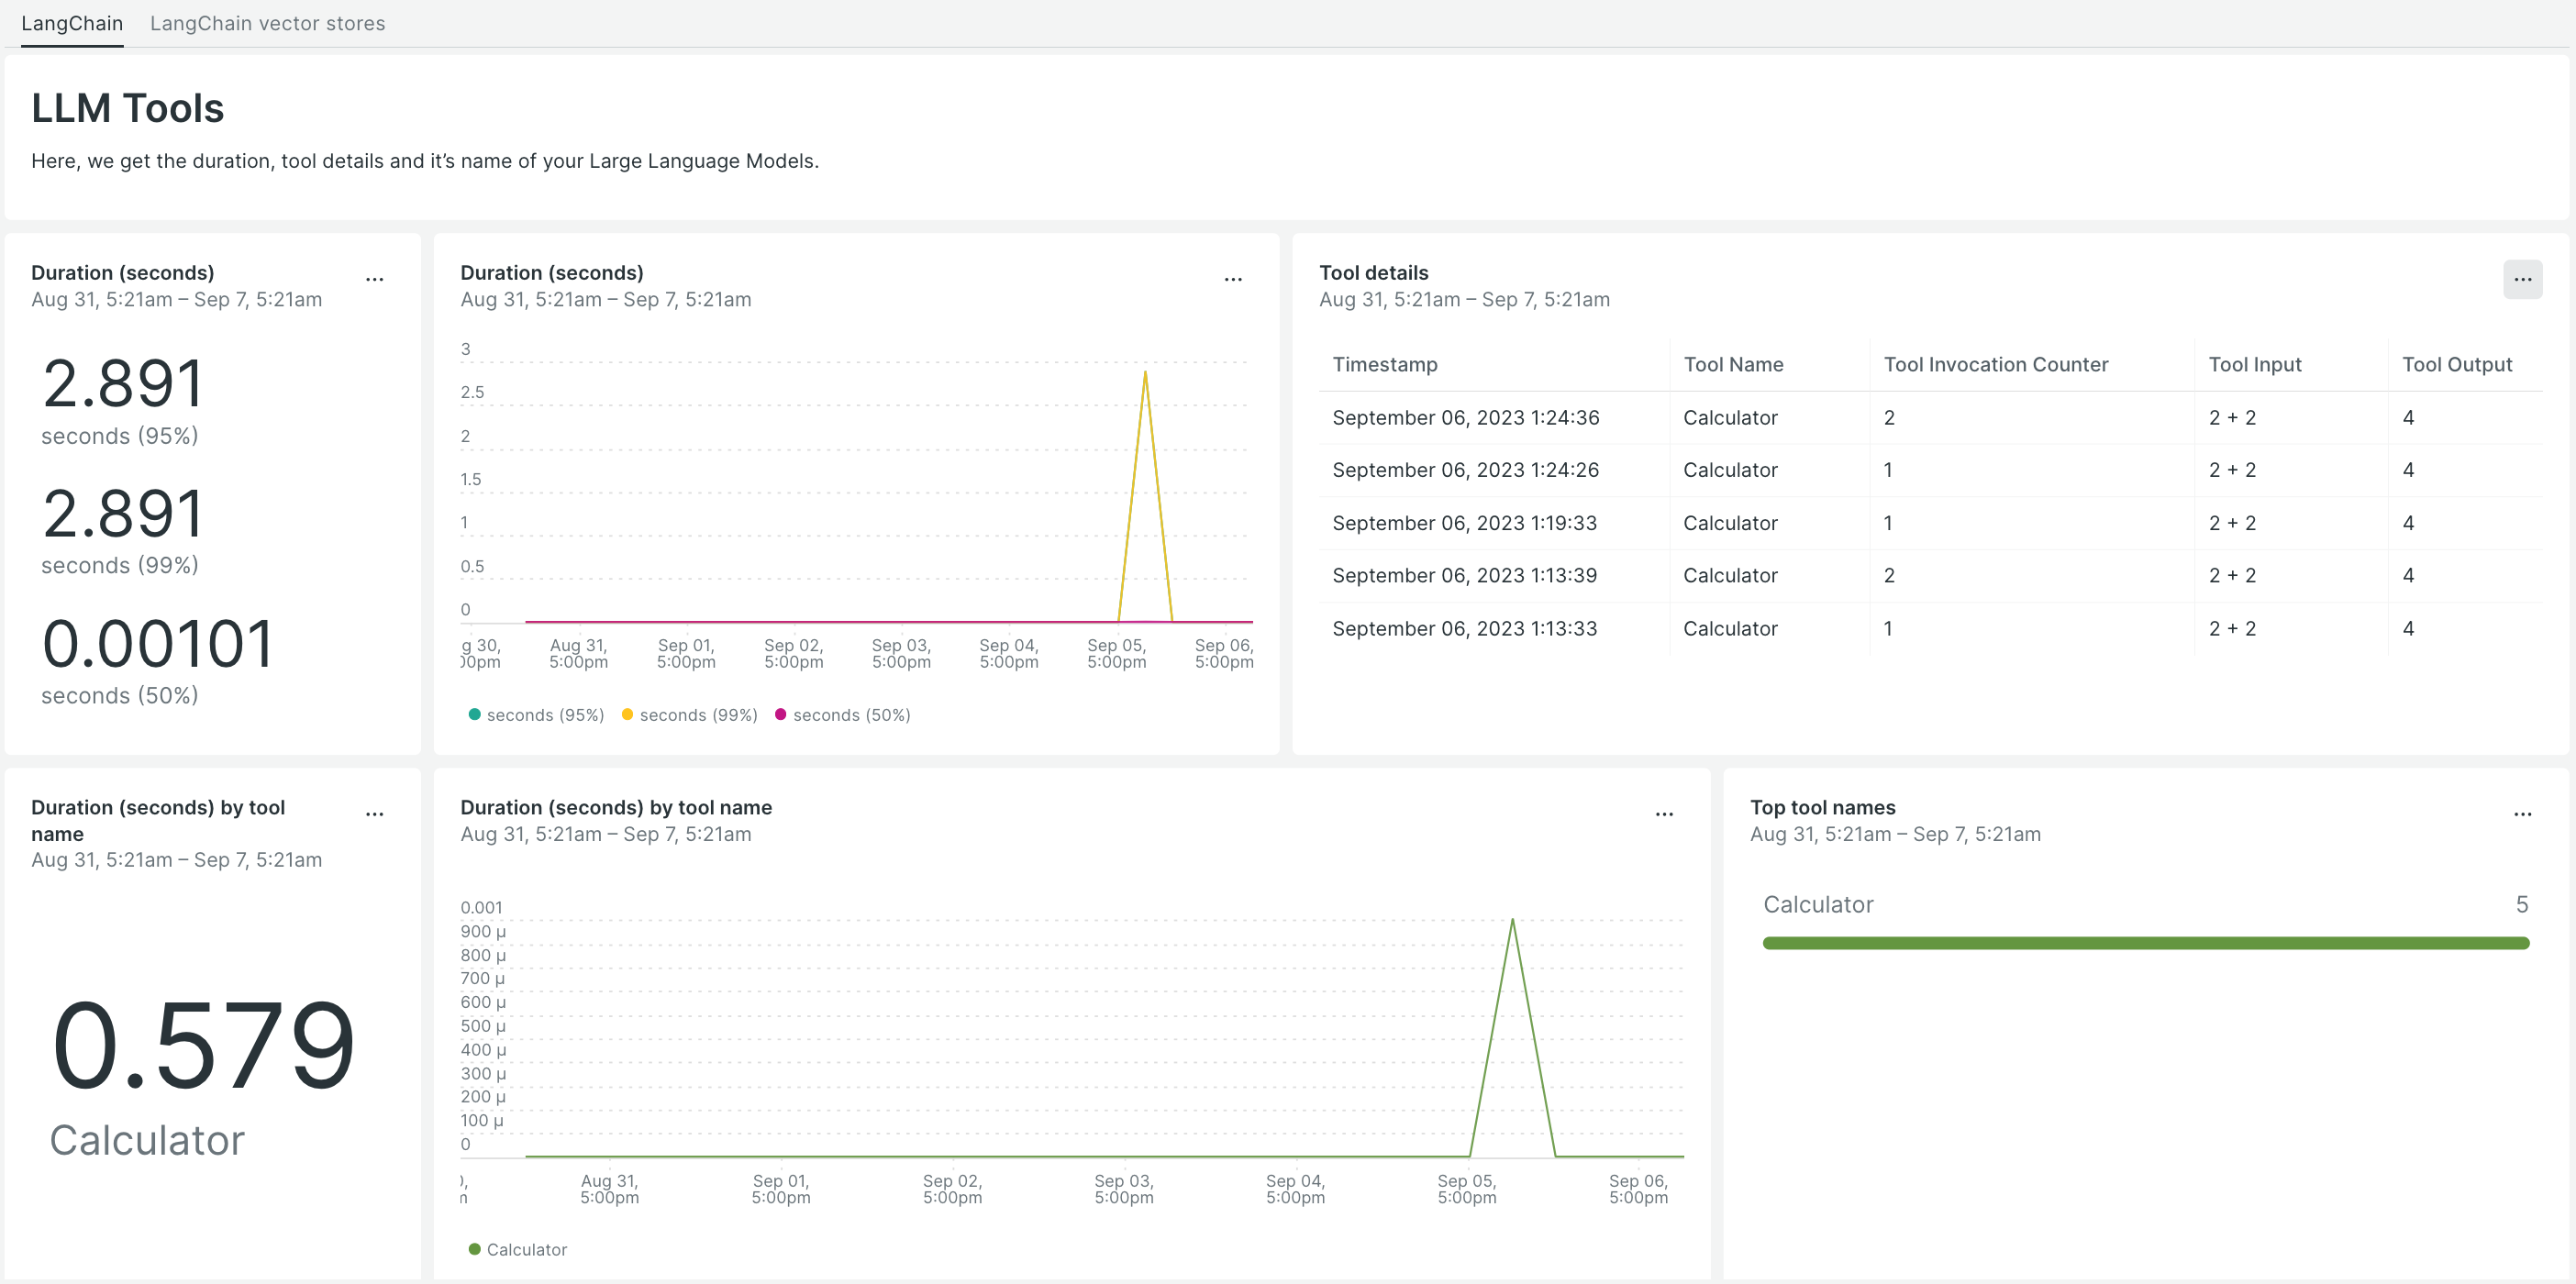 LangChain LangChain vector stores
LLM Tools
Here, we get the duration, tool details and it’s name of your Large Language Models.
Duration (seconds)
Aug 31, 5:21am – Sep 7, 5:21am
2.891
seconds (95%)
2.891
seconds (99%)
0.00101
seconds (50%)
Duration (seconds)
Aug 31, 5:21am – Sep 7, 5:21am
3
2.5
2
1.5
1
0.5
0
g 30, Aug 31, Sep 01, Sep 02, Sep 03, Sep 04, Sep 05, Sep 06,
00pm 5:00pm 5:00pm 5:00pm 5:00pm 5:00pm 5:00pm 5:00pm
seconds (95%) seconds (99%) seconds (50%)
Tool details
Aug 31, 5:21am – Sep 7, 5:21am
Timestamp Tool Name Tool Invocation Counter Tool Input Tool Output
September 06, 2023 1:24:36 Calculator 2 2 + 2 4
September 06, 2023 1:24:26 Calculator 1 2 + 2 4
September 06, 2023 1:19:33 Calculator 1 2 + 2 4
September 06, 2023 1:13:39 Calculator 2 2 + 2 4
September 06, 2023 1:13:33 Calculator 1 2 + 2 4
Duration (seconds) by tool
name
Aug 31, 5:21am – Sep 7, 5:21am
0.579
Calculator
Duration (seconds) by tool name
Aug 31, 5:21am – Sep 7, 5:21am
0.001
900 µ
800 µ
700 µ
600 µ
500 µ
400 µ
300 µ
200 µ
100 µ
0
Aug 31, Sep 01, Sep 02, Sep 03, Sep 04, Sep 05, Sep 06,
5:00pm 5:00pm 5:00pm 5:00pm 5:00pm 5:00pm 5:00pm
Calculator
Top tool names
Aug 31, 5:21am – Sep 7, 5:21am
Calculator 5